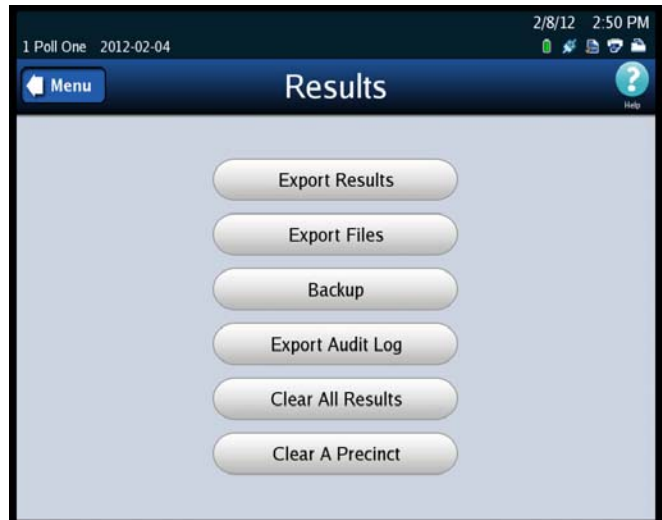 2/8/12 2:50 PM
1 Poll One 2012-02-04
Menu
Results
?
Help
Export Results
Export Files
Backup
Export Audit Log
Clear All Results
Clear A Precinct